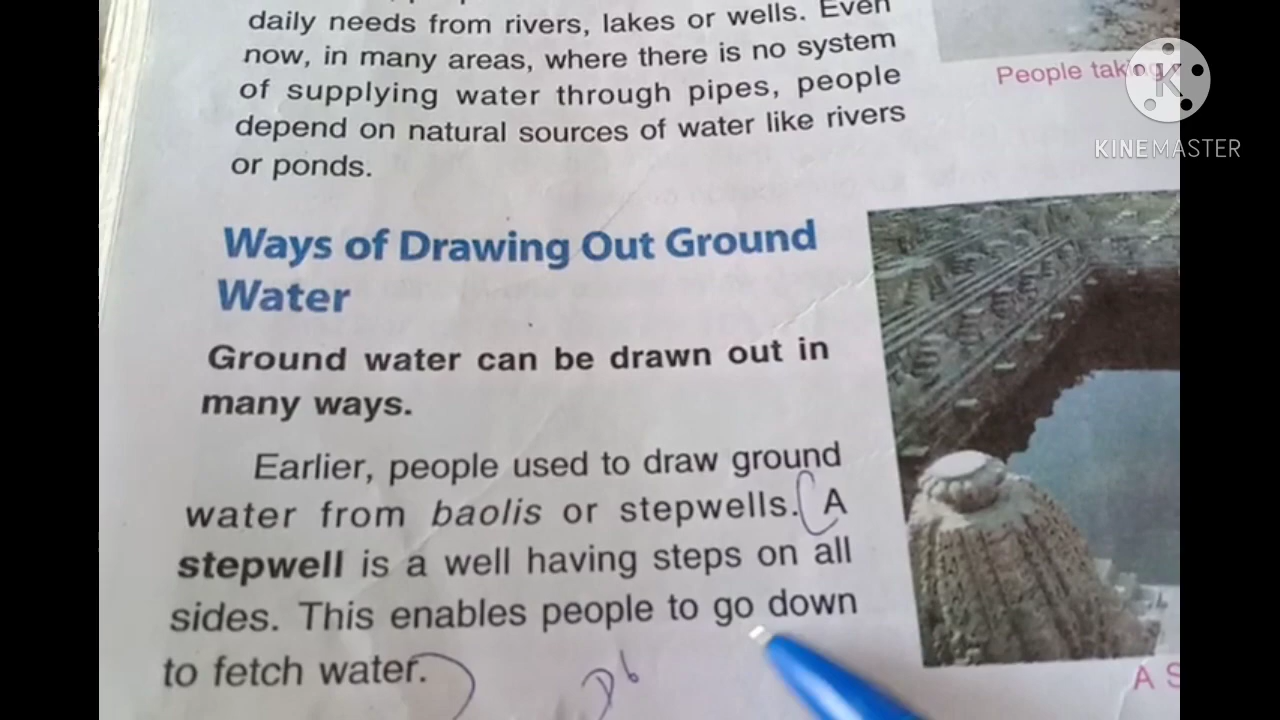 daily needs from rivers, lakes or wells. Even
now, in many areas, where there is no system
of supplying water through pipes, people
depend on natural sources of water like rivers
or ponds.
People taking
KINEMASTER
Ways of Drawing Out Ground
Water
Ground water can be drawn out in
many ways.
Earlier, people used to draw ground
water from baolis or stepwells. A
stepwell is a well having steps on all
sides. This enables people to go down
to fetch water.
A S